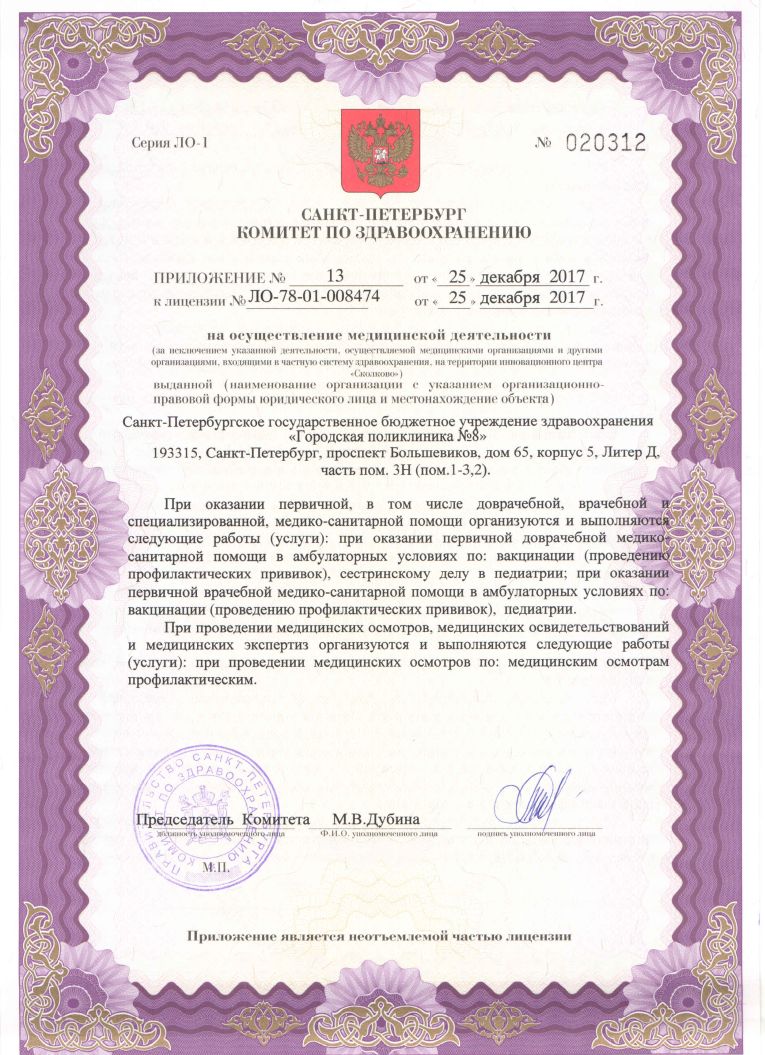 Серия ЛО-1 № 020312
САНКТ-ПЕТЕРБУРГ
КОМИТЕТ ПО ЗДРАВООХРАНЕНИЮ
ПРИЛОЖЕНИЕ № 13 от « 25 » декабря 2017 г.
к лицензии № ЛО-78-01-008474 от « 25 » декабря 2017 г.
на осуществление медицинской деятельности
(за исключением указанной деятельности, осуществляемой медицинскими организациями и другими
организациями, входящими в частную систему здравоохранения, на территории инновационного центра
«Сколково»)
выданной (наименование организации с указанием организационно-
правовой формы юридического лица и местонахождение объекта)
Санкт-Петербургское государственное бюджетное учреждение здравоохранения
«Городская поликлиника №8»
193315, Санкт-Петербург, проспект Большевиков, дом 65, корпус 5, Литер Д,
часть пом. 3Н (пом.1-3,2).
При оказании первичной, в том числе доврачебной, врачебной и
специализированной, медико-санитарной помощи организуются и выполняются
следующие работы (услуги): при оказании первичной доврачебной медико-
санитарной помощи в амбулаторных условиях по: вакцинации (проведению
профилактических прививок), сестринскому делу в педиатрии; при оказании
первичной врачебной медико-санитарной помощи в амбулаторных условиях по:
вакцинации (проведению профилактических прививок), педиатрии.
При проведении медицинских осмотров, медицинских освидетельствований
и медицинских экспертиз организуются и выполняются следующие работы
(услуги): при проведении медицинских осмотров по: медицинским осмотрам
профилактическим.
ПРАВИТЕЛЬСТВО САНКТ-ПЕТЕРБУРГА
КОМИТЕТ ПО ЗДРАВООХРАНЕНИЮ
Председатель Комитета М.В.Дубина
должность уполномоченного лица Ф.И.О. уполномоченного лица подпись уполномоченного лица
М.П.
Приложение является неотъемлемой частью лицензии